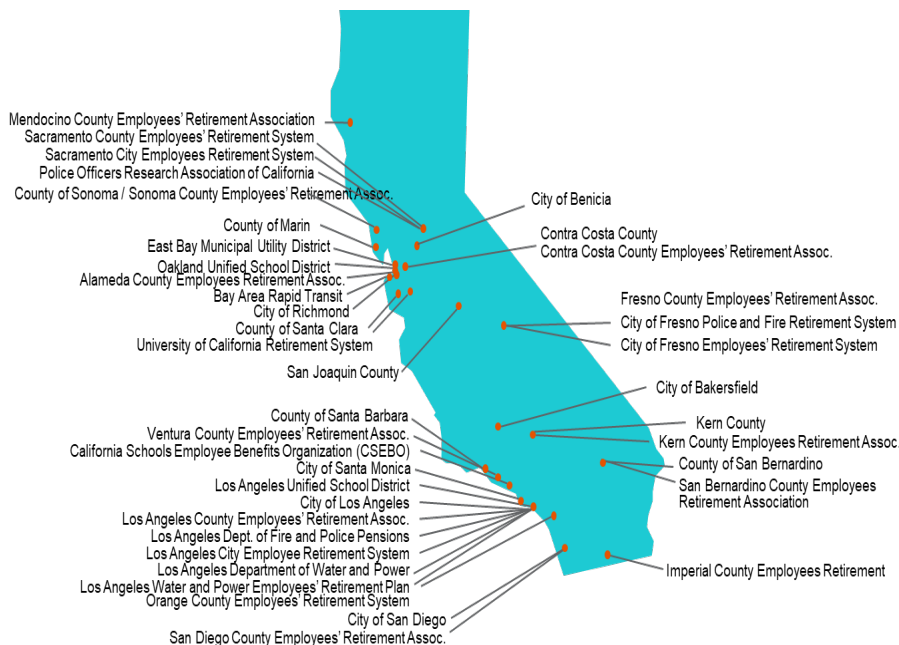 Mendocino County Employees' Retirement Association
Sacramento County Employees' Retirement System
Sacramento City Employees Retirement System
Police Officers Research Association of California
County of Sonoma / Sonoma County Employees' Retirement Assoc.
County of Marin
East Bay Municipal Utility District
Oakland Unified School District
Alameda County Employees Retirement Assoc.
Bay Area Rapid Transit
City of Richmond
County of Santa Clara
University of California Retirement System
San Joaquin County
County of Santa Barbara
Ventura County Employees' Retirement Assoc.
California Schools Employee Benefits Organization (CSEBO)
City of Santa Monica
Los Angeles Unified School District
City of Los Angeles
Los Angeles County Employees' Retirement Assoc.
Los Angeles Dept. of Fire and Police Pensions
Los Angeles City Employee Retirement System
Los Angeles Department of Water and Power
Los Angeles Water and Power Employees' Retirement Plan
Orange County Employees' Retirement System
City of San Diego
San Diego County Employees' Retirement Assoc.
City of Benicia
Contra Costa County
Contra Costa County Employees' Retirement Assoc.
Fresno County Employees' Retirement Assoc.
City of Fresno Police and Fire Retirement System
City of Fresno Employees' Retirement System
City of Bakersfield
Kern County
Kern County Employees Retirement Assoc.
County of San Bernardino
San Bernardino County Employees
Retirement Association
Imperial County Employees Retirement